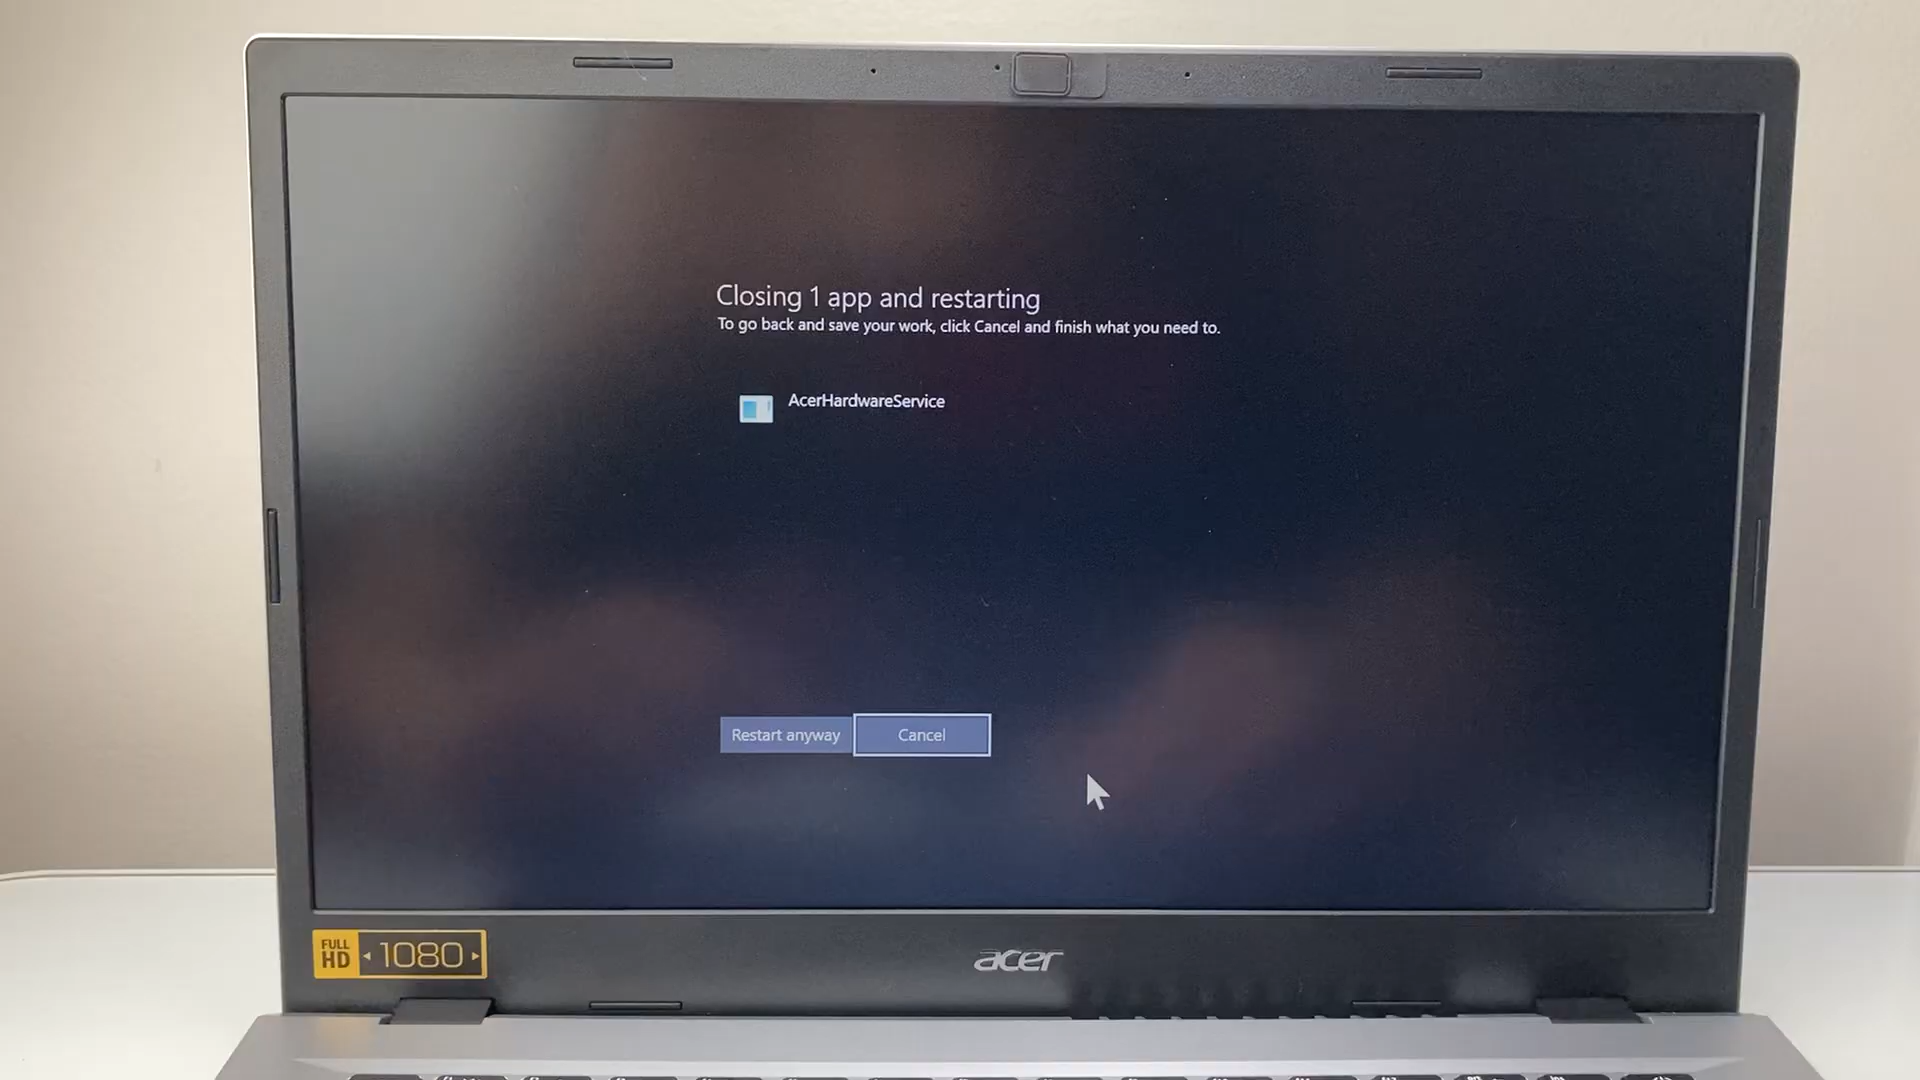 Closing 1 app and restarting
To go back and save your work, click Cancel and finish what you need to.
AcerHardwareService
Restart anyway
Cancel
FULL HD 1080
acer